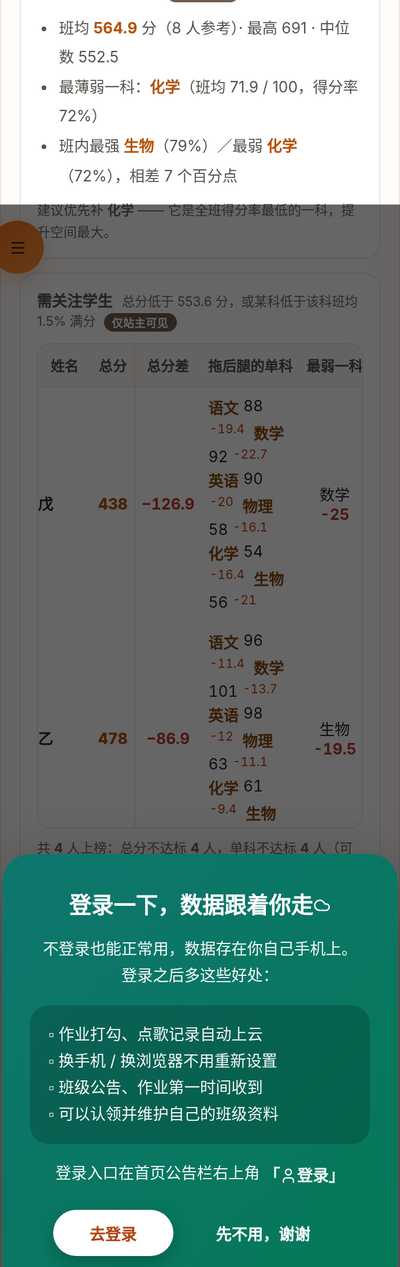 班均 564.9 分（8 人参考）· 最高 691 · 中位
数 552.5
最薄弱一科：化学（班均 71.9 / 100，得分率
72%）
班内最强 生物（79%）／最弱 化学
（72%），相差 7 个百分点
建议优先补 化学 —— 它是全班得分率最低的一科，提
升空间最大。
需关注学生 总分低于 553.6 分，或某科低于该科班均
1.5% 满分 仅站主可见
姓名 总分 总分差 拖后腿的单科 最弱一科
语文 88
-19.4 数学
92 -22.7
英语 90
-20 物理
58 -16.1
化学 54
-16.4 生物
56 -21
戊 438 −126.9
数学
-25
语文 96
-11.4 数学
101 -13.7
英语 98
-12 物理
63 -11.1
化学 61
-9.4 生物
乙 478 −86.9
生物
-19.5
共 4 人上榜：总分不达标 4 人，单科不达标 4 人（可
登录一下，数据跟着你走
不登录也能正常用，数据存在你自己手机上。
登录之后多这些好处：
▫ 作业打勾、点歌记录自动上云
▫ 换手机 / 换浏览器不用重新设置
▫ 班级公告、作业第一时间收到
▫ 可以认领并维护自己的班级资料
登录入口在首页公告栏右上角 「登录」
去登录 先不用，谢谢